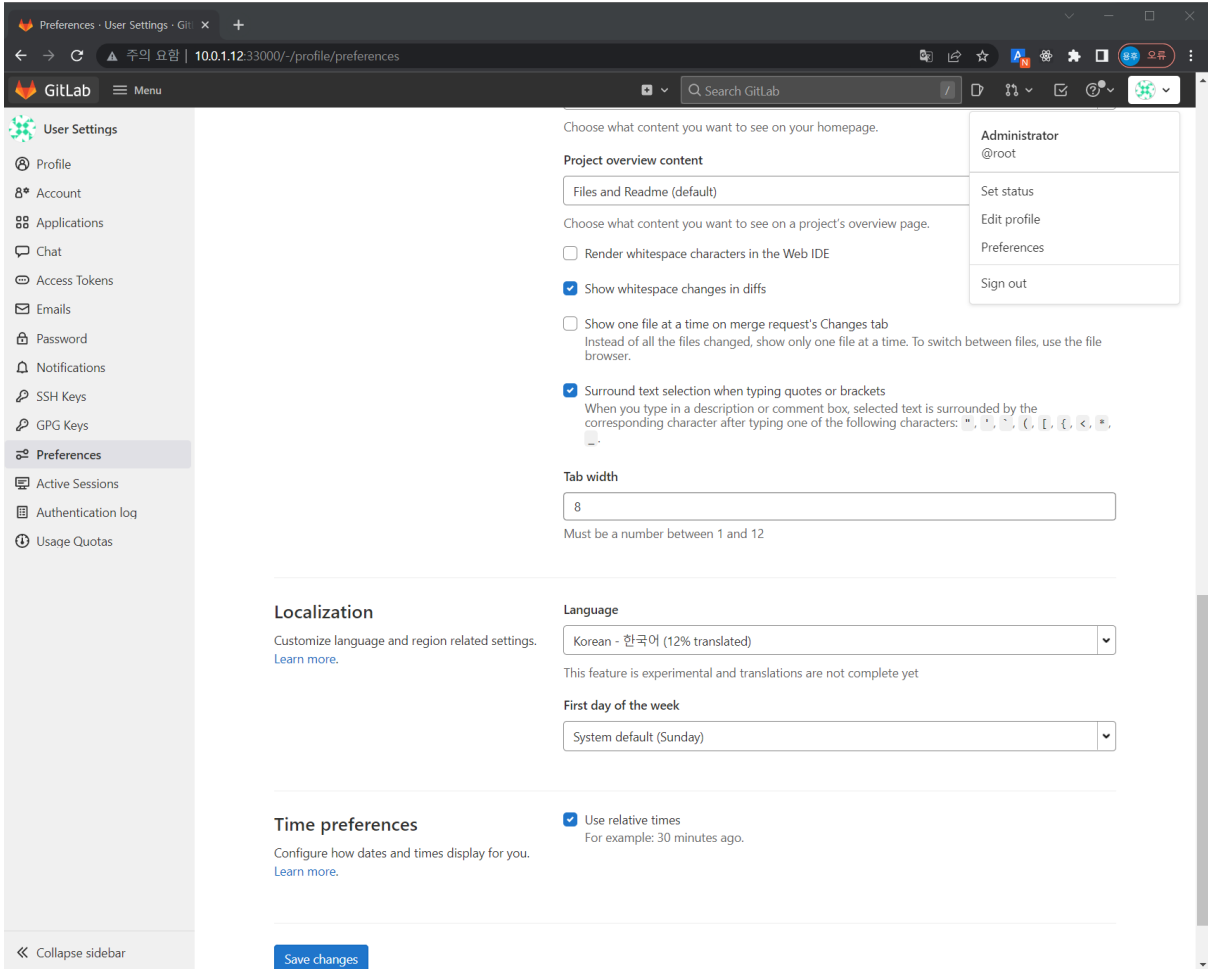 Preferences · User Settings · Git
주의 요함 | 10.0.1.12:33000/-/profile/preferences
용후 오류
GitLab
Menu
Search GitLab
/
User Settings
Profile
Account
Applications
Chat
Access Tokens
Emails
Password
Notifications
SSH Keys
GPG Keys
Preferences
Active Sessions
Authentication log
Usage Quotas
Collapse sidebar
Administrator
@root
Set status
Edit profile
Preferences
Sign out
Choose what content you want to see on your homepage.
Project overview content
Files and Readme (default)
Choose what content you want to see on a project's overview page.
Render whitespace characters in the Web IDE
Show whitespace changes in diffs
Show one file at a time on merge request's Changes tab
Instead of all the files changed, show only one file at a time. To switch between files, use the file
browser.
Surround text selection when typing quotes or brackets
When you type in a description or comment box, selected text is surrounded by the
corresponding character after typing one of the following characters: ", ', `, (, [, {, <, *,
_.
Tab width
8
Must be a number between 1 and 12
Localization
Customize language and region related settings.
Learn more.
Language
Korean - 한국어 (12% translated)
This feature is experimental and translations are not complete yet
First day of the week
System default (Sunday)
Time preferences
Configure how dates and times display for you.
Learn more.
Use relative times
For example: 30 minutes ago.
Save changes